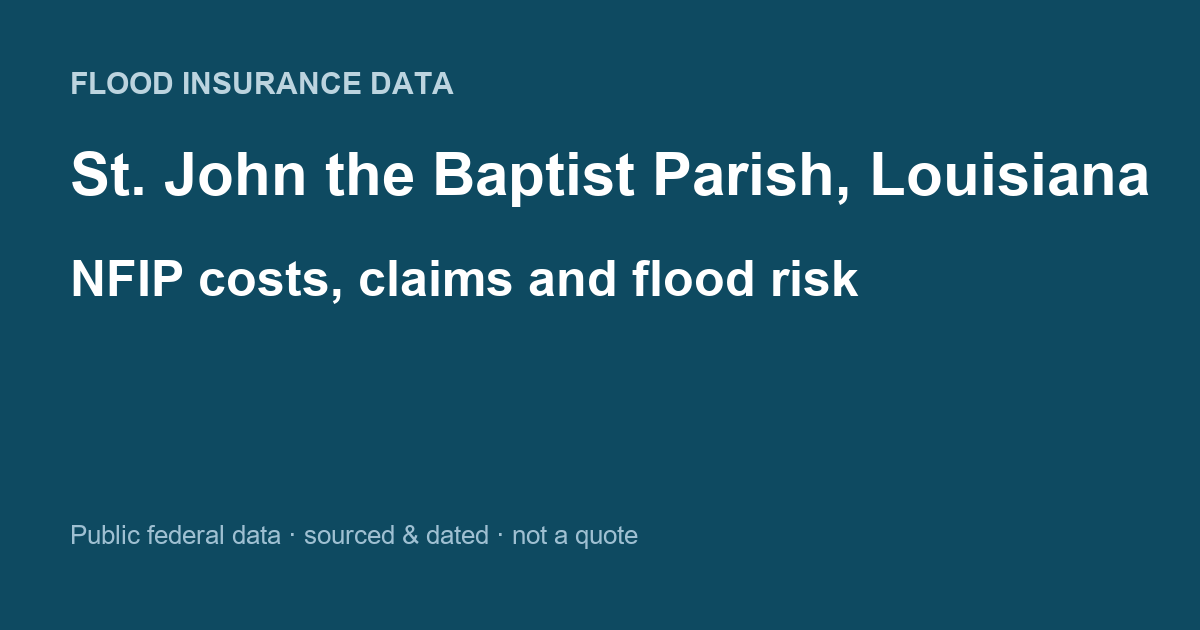 FLOOD INSURANCE DATA
St. John the Baptist Parish, Louisiana
NFIP costs, claims and flood risk
Public federal data · sourced & dated · not a quote